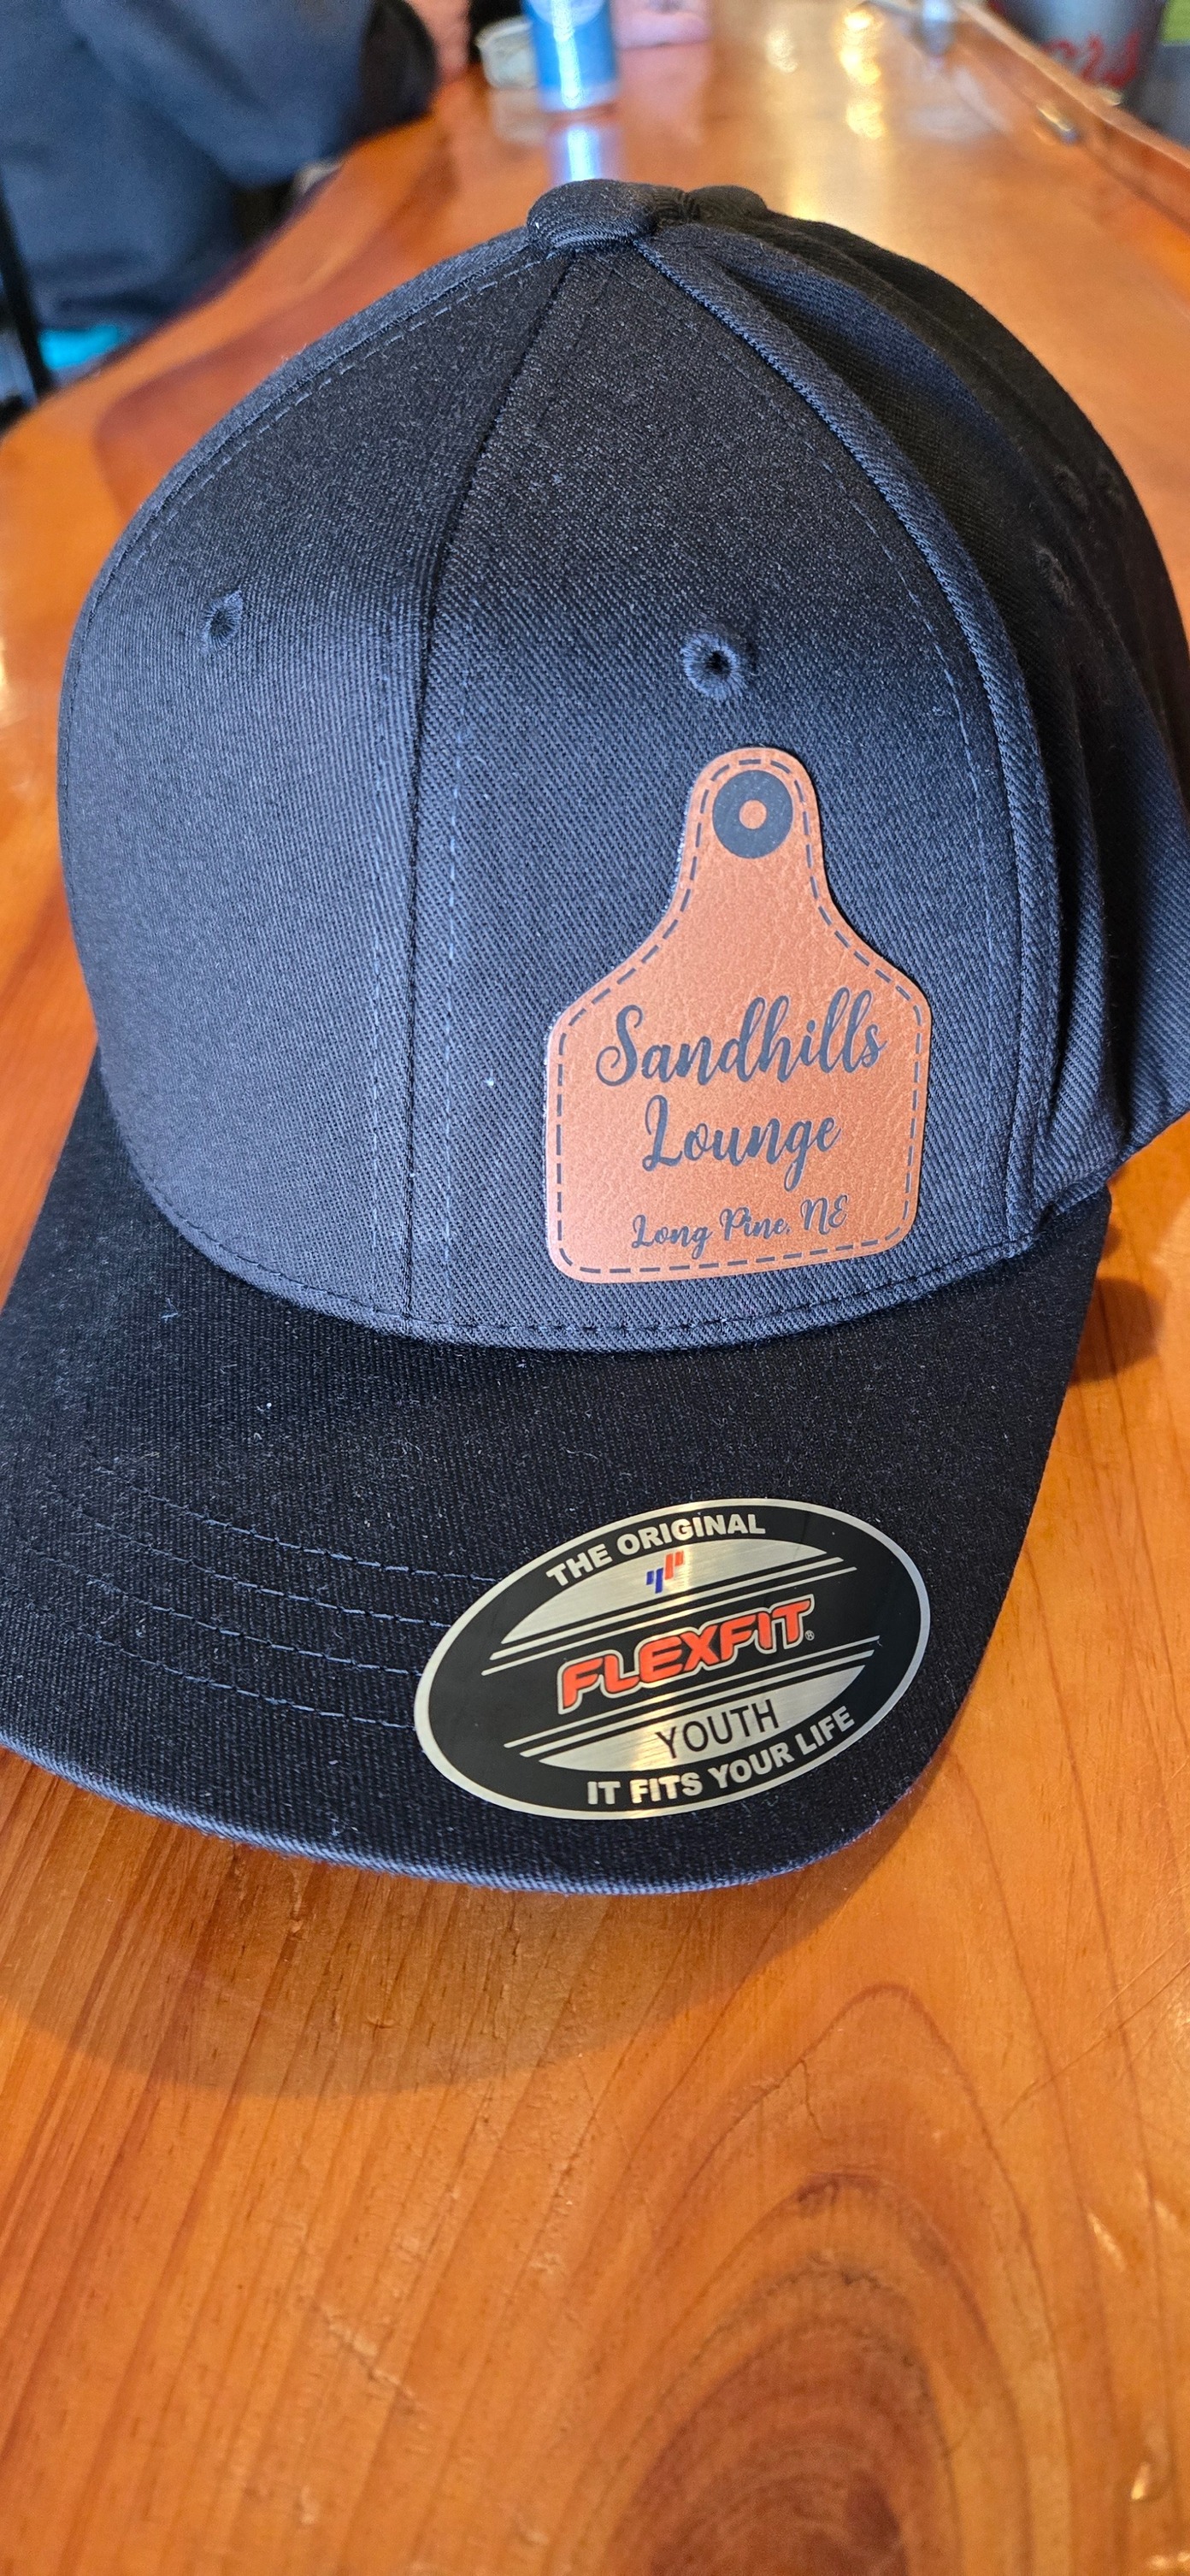 Sandhills
Lounge
Long Pine, NE
THE ORIGINAL
FLEXFIT®
YOUTH
IT FITS YOUR LIFE